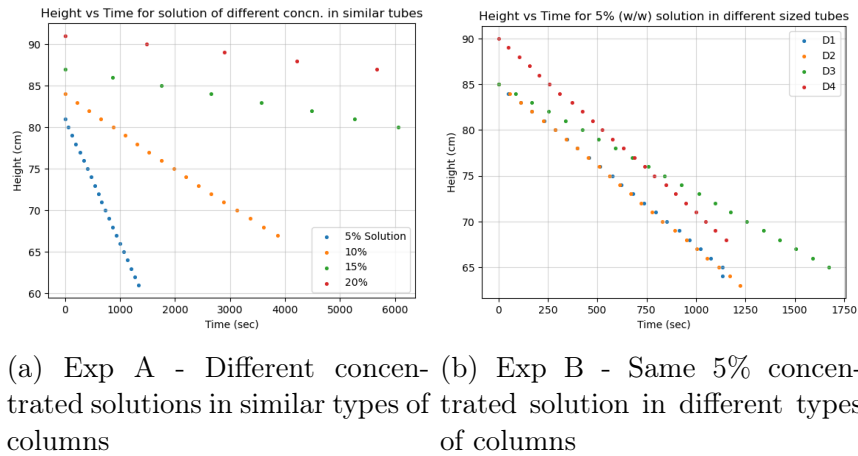 Height vs Time for solution of different concn. in similar tubes
Height (cm)
90
85
80
75
70
65
60
5% Solution
10%
15%
20%
0 1000 2000 3000 4000 5000 6000
Time (sec)
Height vs Time for 5% (w/w) solution in different sized tubes
Height (cm)
90
85
80
75
70
65
D1
D2
D3
D4
0 250 500 750 1000 1250 1500 1750
Time (sec)
(a) Exp A - Different concen-
trated solutions in similar types of
columns
(b) Exp B - Same 5% concen-
trated solution in different types
of columns